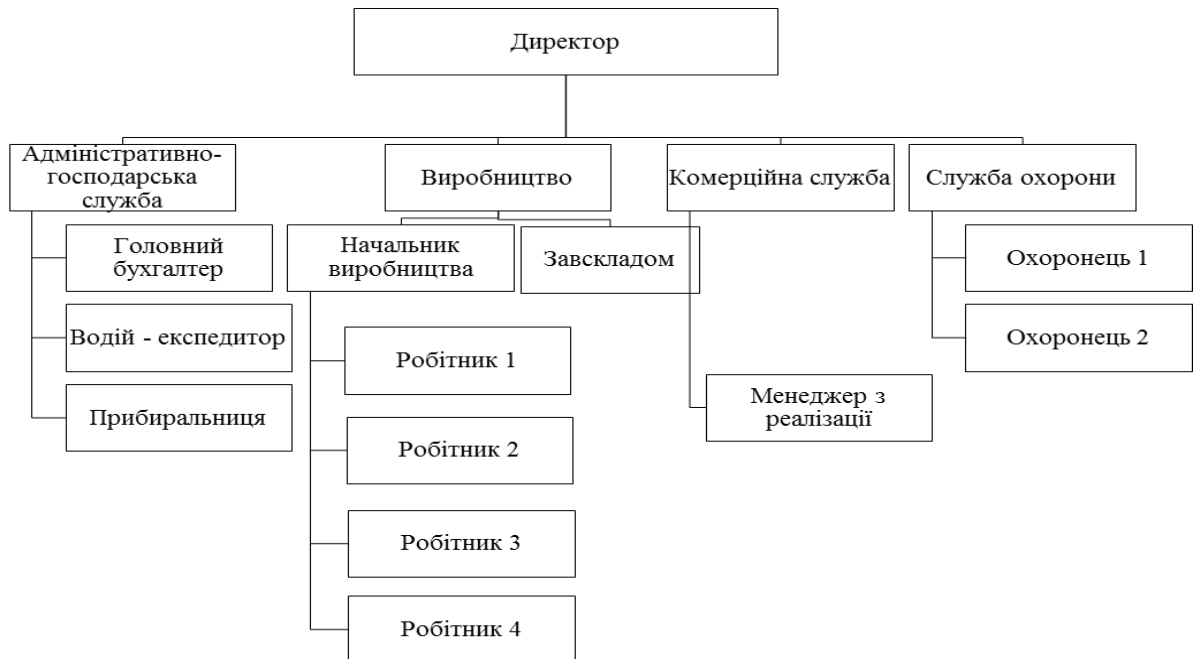 Директор
Адміністративно-
господарська
служба
Виробництво
Комерційна служба
Служба охорони
Головний
бухгалтер
Водій - експедитор
Прибиральниця
Начальник
виробництва
Завскладом
Робітник 1
Робітник 2
Робітник 3
Робітник 4
Менеджер з
реалізації
Охоронець 1
Охоронець 2